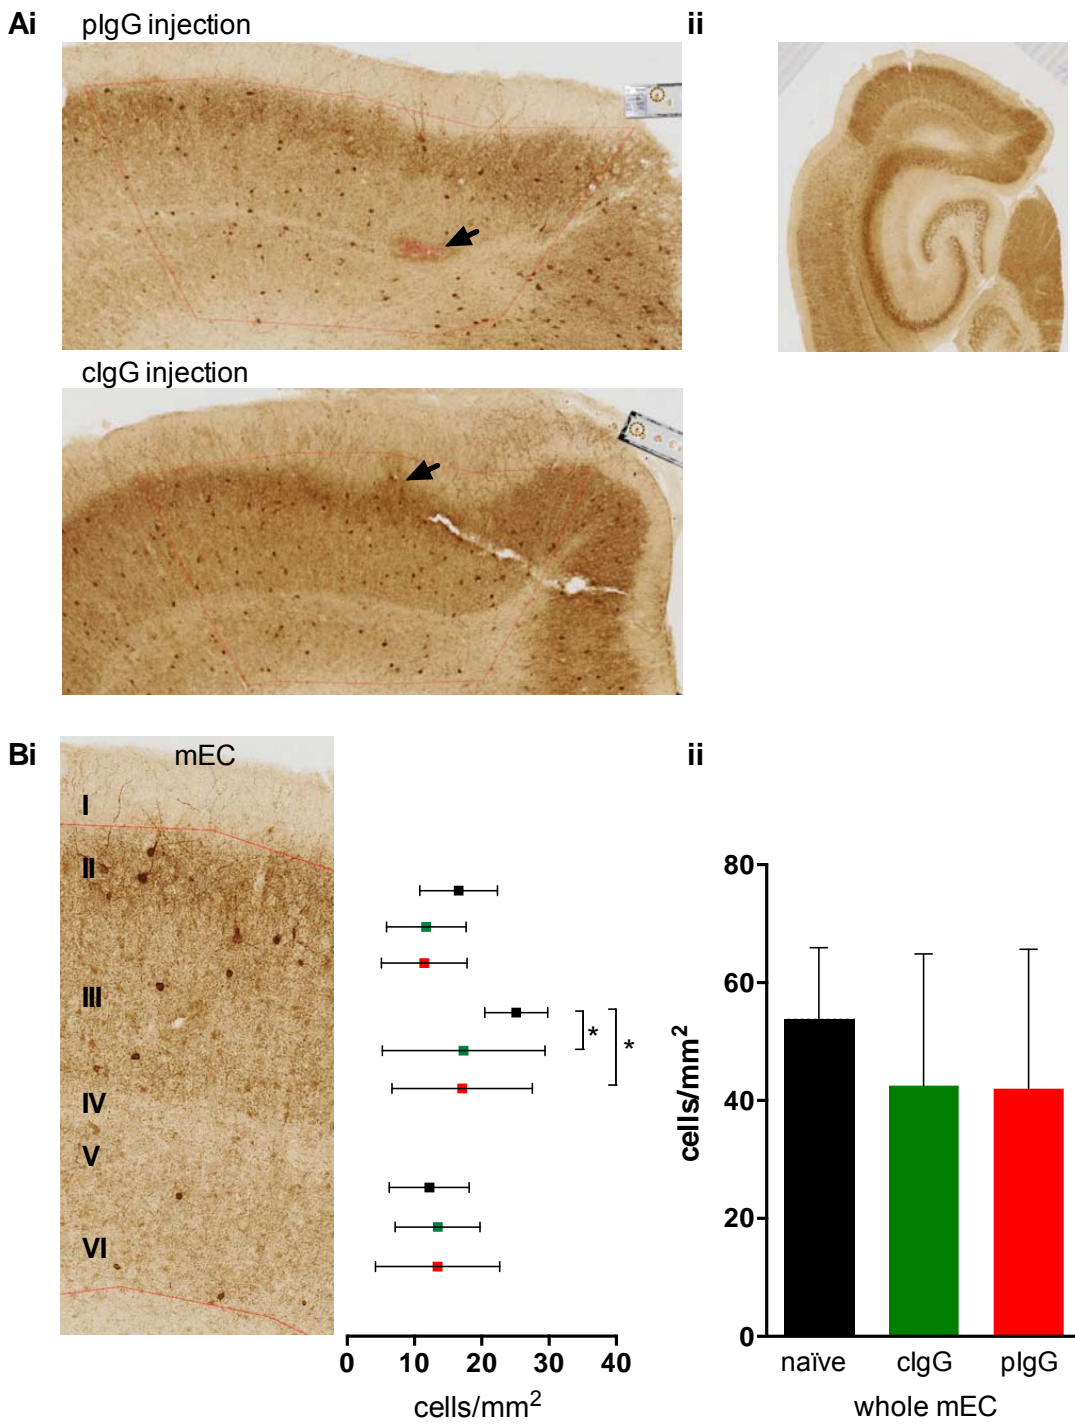 Ai pIgG injection ii
cIgG injection
Bi mEC ii
I
II
III
IV
V
VI
*
*
0 10 20 30 40
cells/mm²
80
60
40
20
0
cells/mm²
naïve cIgG pIgG
whole mEC